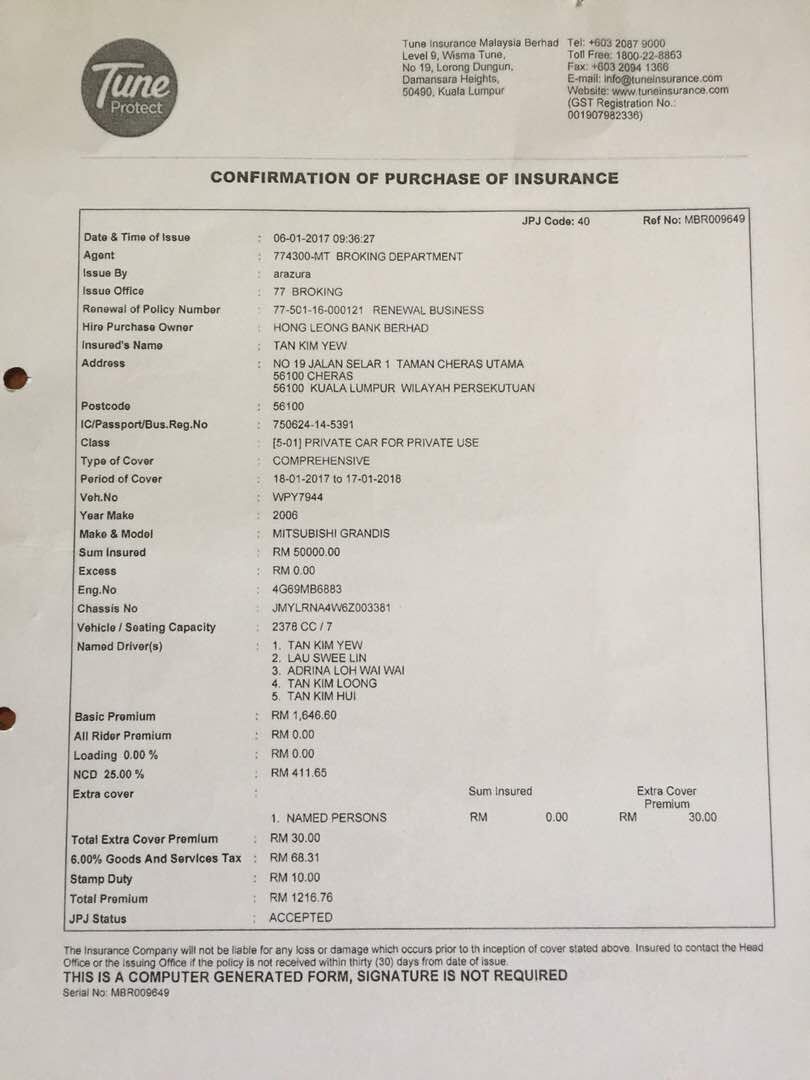 Tune
Protect
Tune Insurance Malaysia Berhad
Level 9, Wisma Tune,
No 19, Lorong Dungun,
Damansara Heights,
50490, Kuala Lumpur
Tel: +603 2087 9000
Toll Free: 1800-22-8863
Fax: +603 2094 1366
E-mail: info@tuneinsurance.com
Website: www.tuneinsurance.com
(GST Registration No.:
001907982336)
CONFIRMATION OF PURCHASE OF INSURANCE
JPJ Code: 40 Ref No: MBR009649
Date & Time of Issue : 06-01-2017 09:36:27
Agent : 774300-MT BROKING DEPARTMENT
Issue By : arazura
Issue Office : 77 BROKING
Renewal of Policy Number : 77-501-16-000121 RENEWAL BUSINESS
Hire Purchase Owner : HONG LEONG BANK BERHAD
Insured's Name : TAN KIM YEW
Address : NO 19 JALAN SELAR 1 TAMAN CHERAS UTAMA
56100 CHERAS
56100 KUALA LUMPUR WILAYAH PERSEKUTUAN
Postcode : 56100
IC/Passport/Bus.Reg.No : 750624-14-5391
Class : [5-01] PRIVATE CAR FOR PRIVATE USE
Type of Cover : COMPREHENSIVE
Period of Cover : 18-01-2017 to 17-01-2018
Veh.No : WPY7944
Year Make : 2006
Make & Model : MITSUBISHI GRANDIS
Sum Insured : RM 50000.00
Excess : RM 0.00
Eng.No : 4G69MB6883
Chassis No : JMYLRNA4W6Z003381
Vehicle / Seating Capacity : 2378 CC / 7
Named Driver(s) : 1. TAN KIM YEW
2. LAU SWEE LIN
3. ADRINA LOH WAI WAI
4. TAN KIM LOONG
5. TAN KIM HUI
Basic Premium : RM 1,646.60
All Rider Premium : RM 0.00
Loading 0.00 % : RM 0.00
NCD 25.00 % : RM 411.65
Extra cover : Sum Insured Extra Cover
Premium
1. NAMED PERSONS RM 0.00 RM 30.00
Total Extra Cover Premium : RM 30.00
6.00% Goods And Services Tax : RM 68.31
Stamp Duty : RM 10.00
Total Premium : RM 1216.76
JPJ Status : ACCEPTED
The Insurance Company will not be liable for any loss or damage which occurs prior to th inception of cover stated above. Insured to contact the Head
Office or the Issuing Office if the policy is not received within thirty (30) days from date of issue.
THIS IS A COMPUTER GENERATED FORM, SIGNATURE IS NOT REQUIRED
Serial No: MBR009649